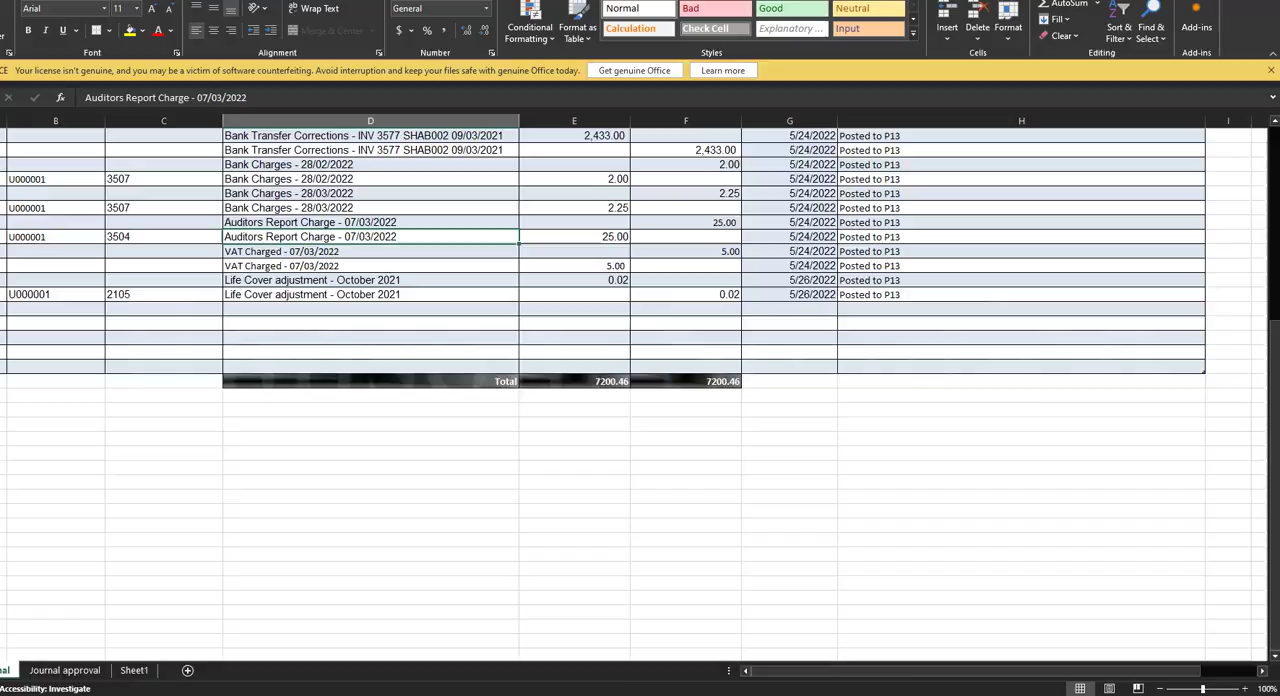 Arial 11 A A Wrap Text General AutoSum
Normal Bad Good Neutral
Fill
B I U A Merge & Center $ % , Conditional Formatting Format as Table Calculation Check Cell Explanatory ... Input Insert Delete Format Clear Sort & Filter Find & Select Add-ins
Font Alignment Number Styles Cells Editing Add-ins
CE Your license isn't genuine, and you may be a victim of software counterfeiting. Avoid interruption and keep your files safe with genuine Office today. Get genuine Office Learn more
fx Auditors Report Charge - 07/03/2022
B C D E F G H I
Bank Transfer Corrections - INV 3577 SHAB002 09/03/2021 2,433.00 5/24/2022 Posted to P13
Bank Transfer Corrections - INV 3577 SHAB002 09/03/2021 2,433.00 5/24/2022 Posted to P13
Bank Charges - 28/02/2022 2.00 5/24/2022 Posted to P13
U000001 3507 Bank Charges - 28/02/2022 2.00 5/24/2022 Posted to P13
Bank Charges - 28/03/2022 2.25 5/24/2022 Posted to P13
U000001 3507 Bank Charges - 28/03/2022 2.25 5/24/2022 Posted to P13
Auditors Report Charge - 07/03/2022 25.00 5/24/2022 Posted to P13
U000001 3504 Auditors Report Charge - 07/03/2022 25.00 5/24/2022 Posted to P13
VAT Charged - 07/03/2022 5.00 5/24/2022 Posted to P13
VAT Charged - 07/03/2022 5.00 5/24/2022 Posted to P13
Life Cover adjustment - October 2021 0.02 5/26/2022 Posted to P13
U000001 2105 Life Cover adjustment - October 2021 0.02 5/26/2022 Posted to P13
Total 7200.46 7200.46
nal Journal approval Sheet1
Accessibility: Investigate 100%